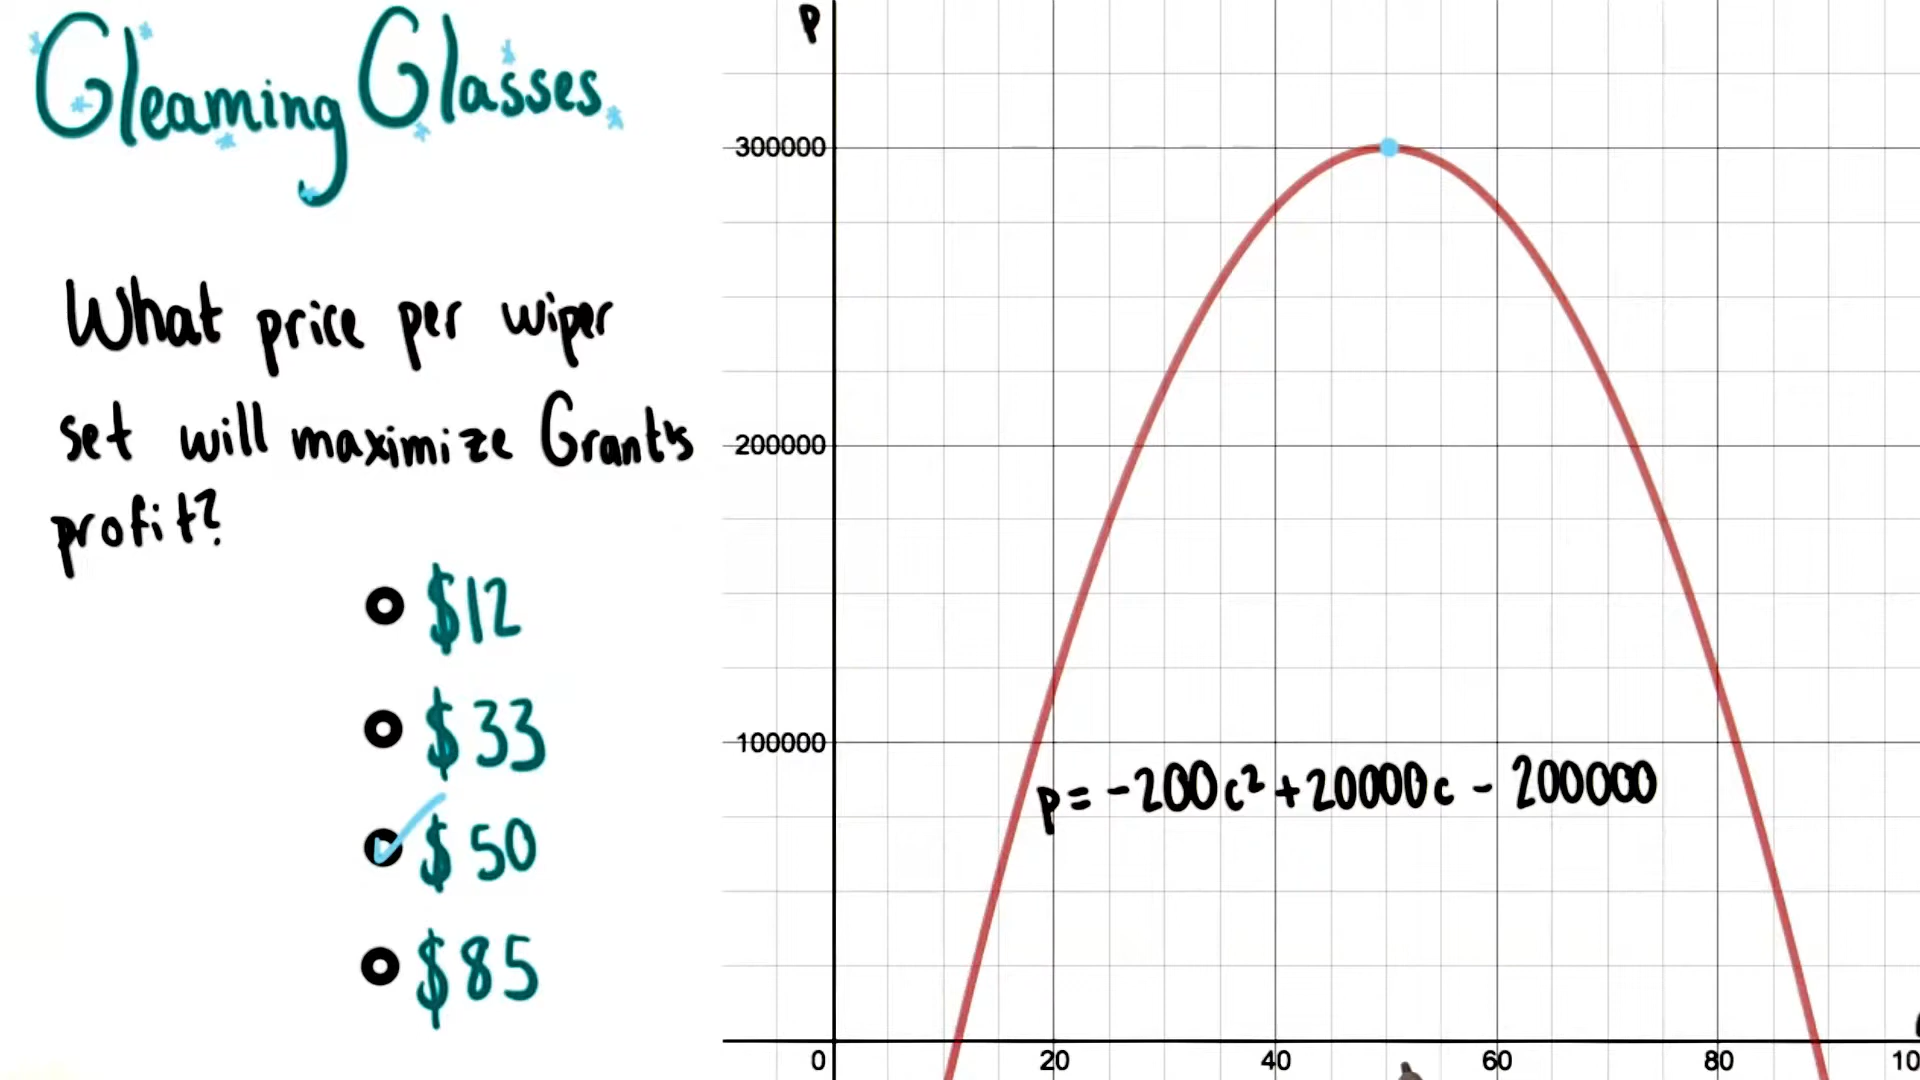 Gleaming Glasses
What price per wiper
set will maximize Grant's
profit?
$12
$33
$50
$85
P
300000
200000
100000
p = -200c² + 20000c - 200000
0
20
40
60
80